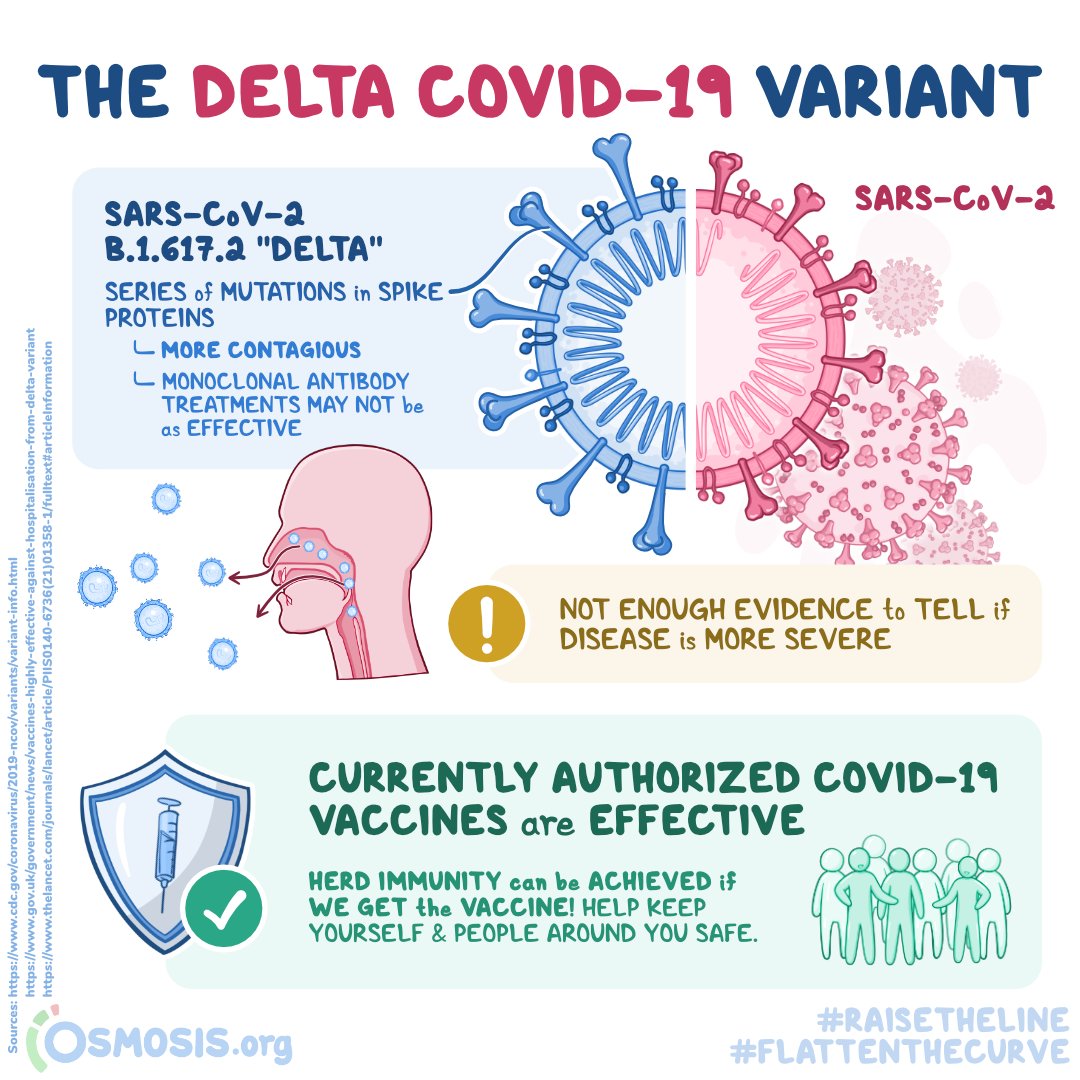 THE DELTA COVID-19 VARIANT
SARS-CoV-2
B.1.617.2 "DELTA"
SERIES of MUTATIONS in SPIKE
PROTEINS
MORE CONTAGIOUS
MONOCLONAL ANTIBODY
TREATMENTS MAY NOT be
as EFFECTIVE
SARS-CoV-2
NOT ENOUGH EVIDENCE to TELL if
DISEASE is MORE SEVERE
CURRENTLY AUTHORIZED COVID-19
VACCINES are EFFECTIVE
HERD IMMUNITY can be ACHIEVED if
WE GET the VACCINE! HELP KEEP
YOURSELF & PEOPLE AROUND YOU SAFE.
Sources: https://www.cdc.gov/coronavirus/2019-ncov/variants/variant-info.html
https://www.gov.uk/government/news/vaccines-highly-effective-against-hospitalisation-from-delta-variant
https://www.thelancet.com/journals/lancet/article/PIIS0140-6736(21)01358-1/fulltext#articleInformation
OSMOSIS.org
#RAISETHELINE
#FLATTENTHECURVE